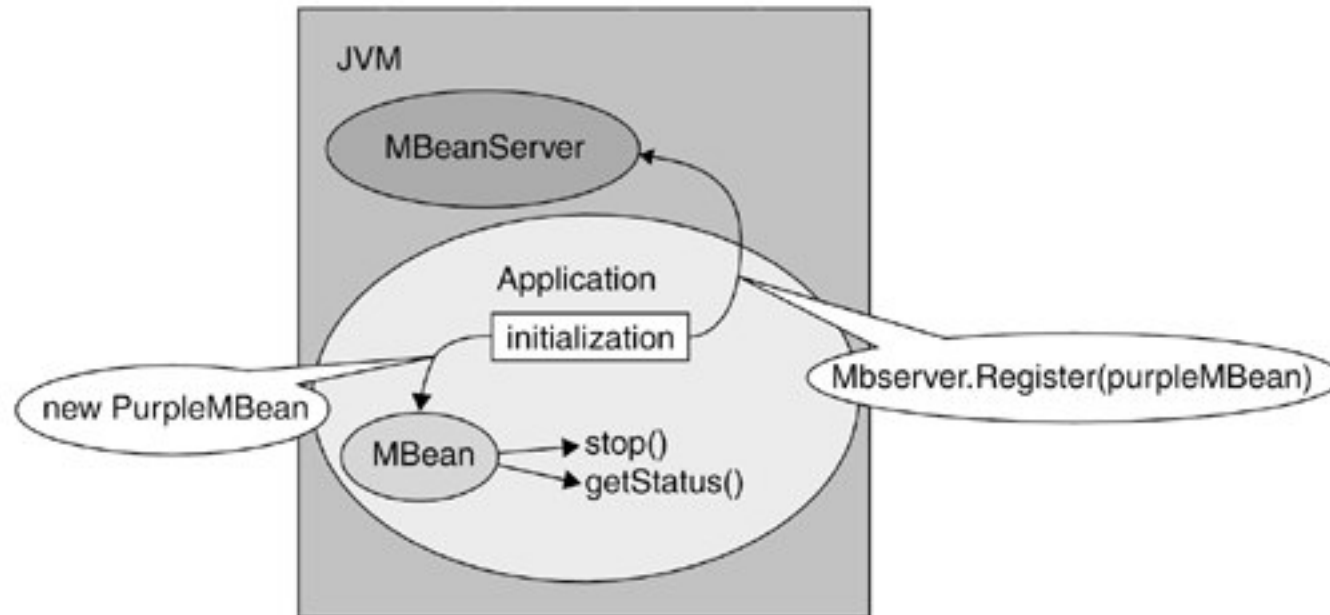 JVM
MBeanServer
Application
initialization
Mbserver.Register(purpleMBean)
new PurpleMBean
MBean
stop()
getStatus()